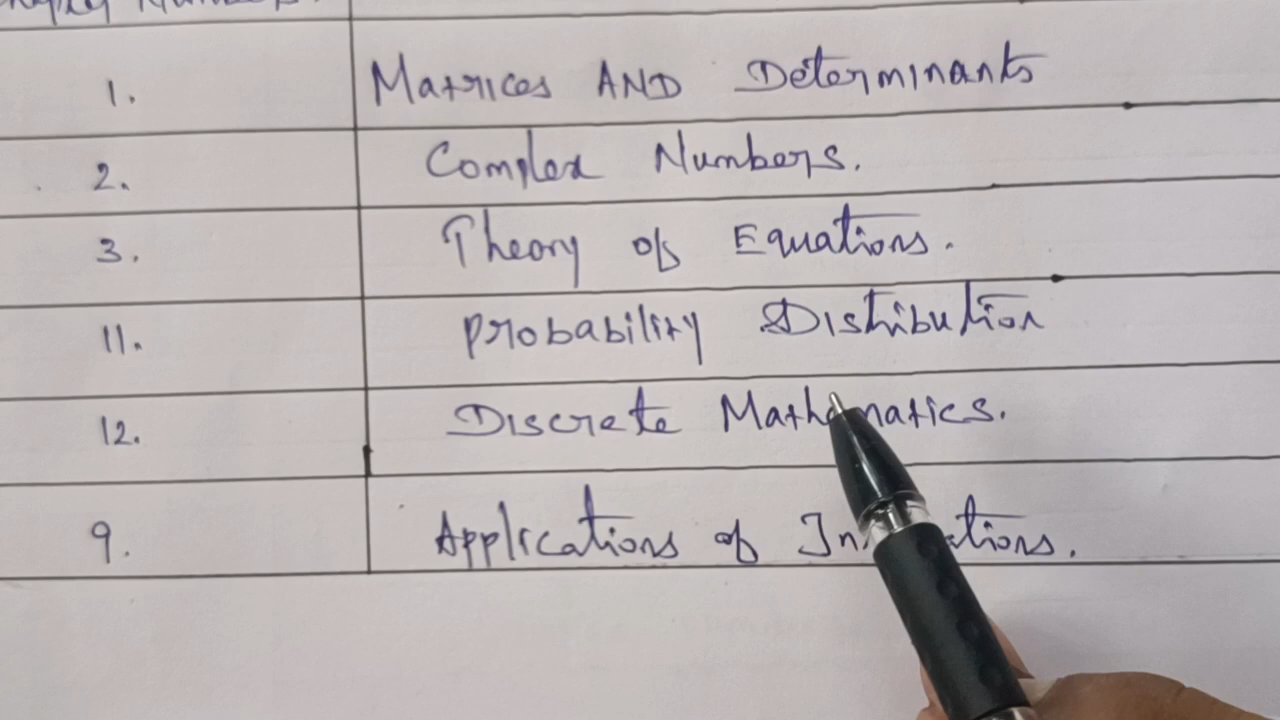 1. Matrices AND Determinants
2. Complex Numbers.
3. Theory of Equations.
11. Probability Distribution
12. Discrete Mathematics.
9. Applications of